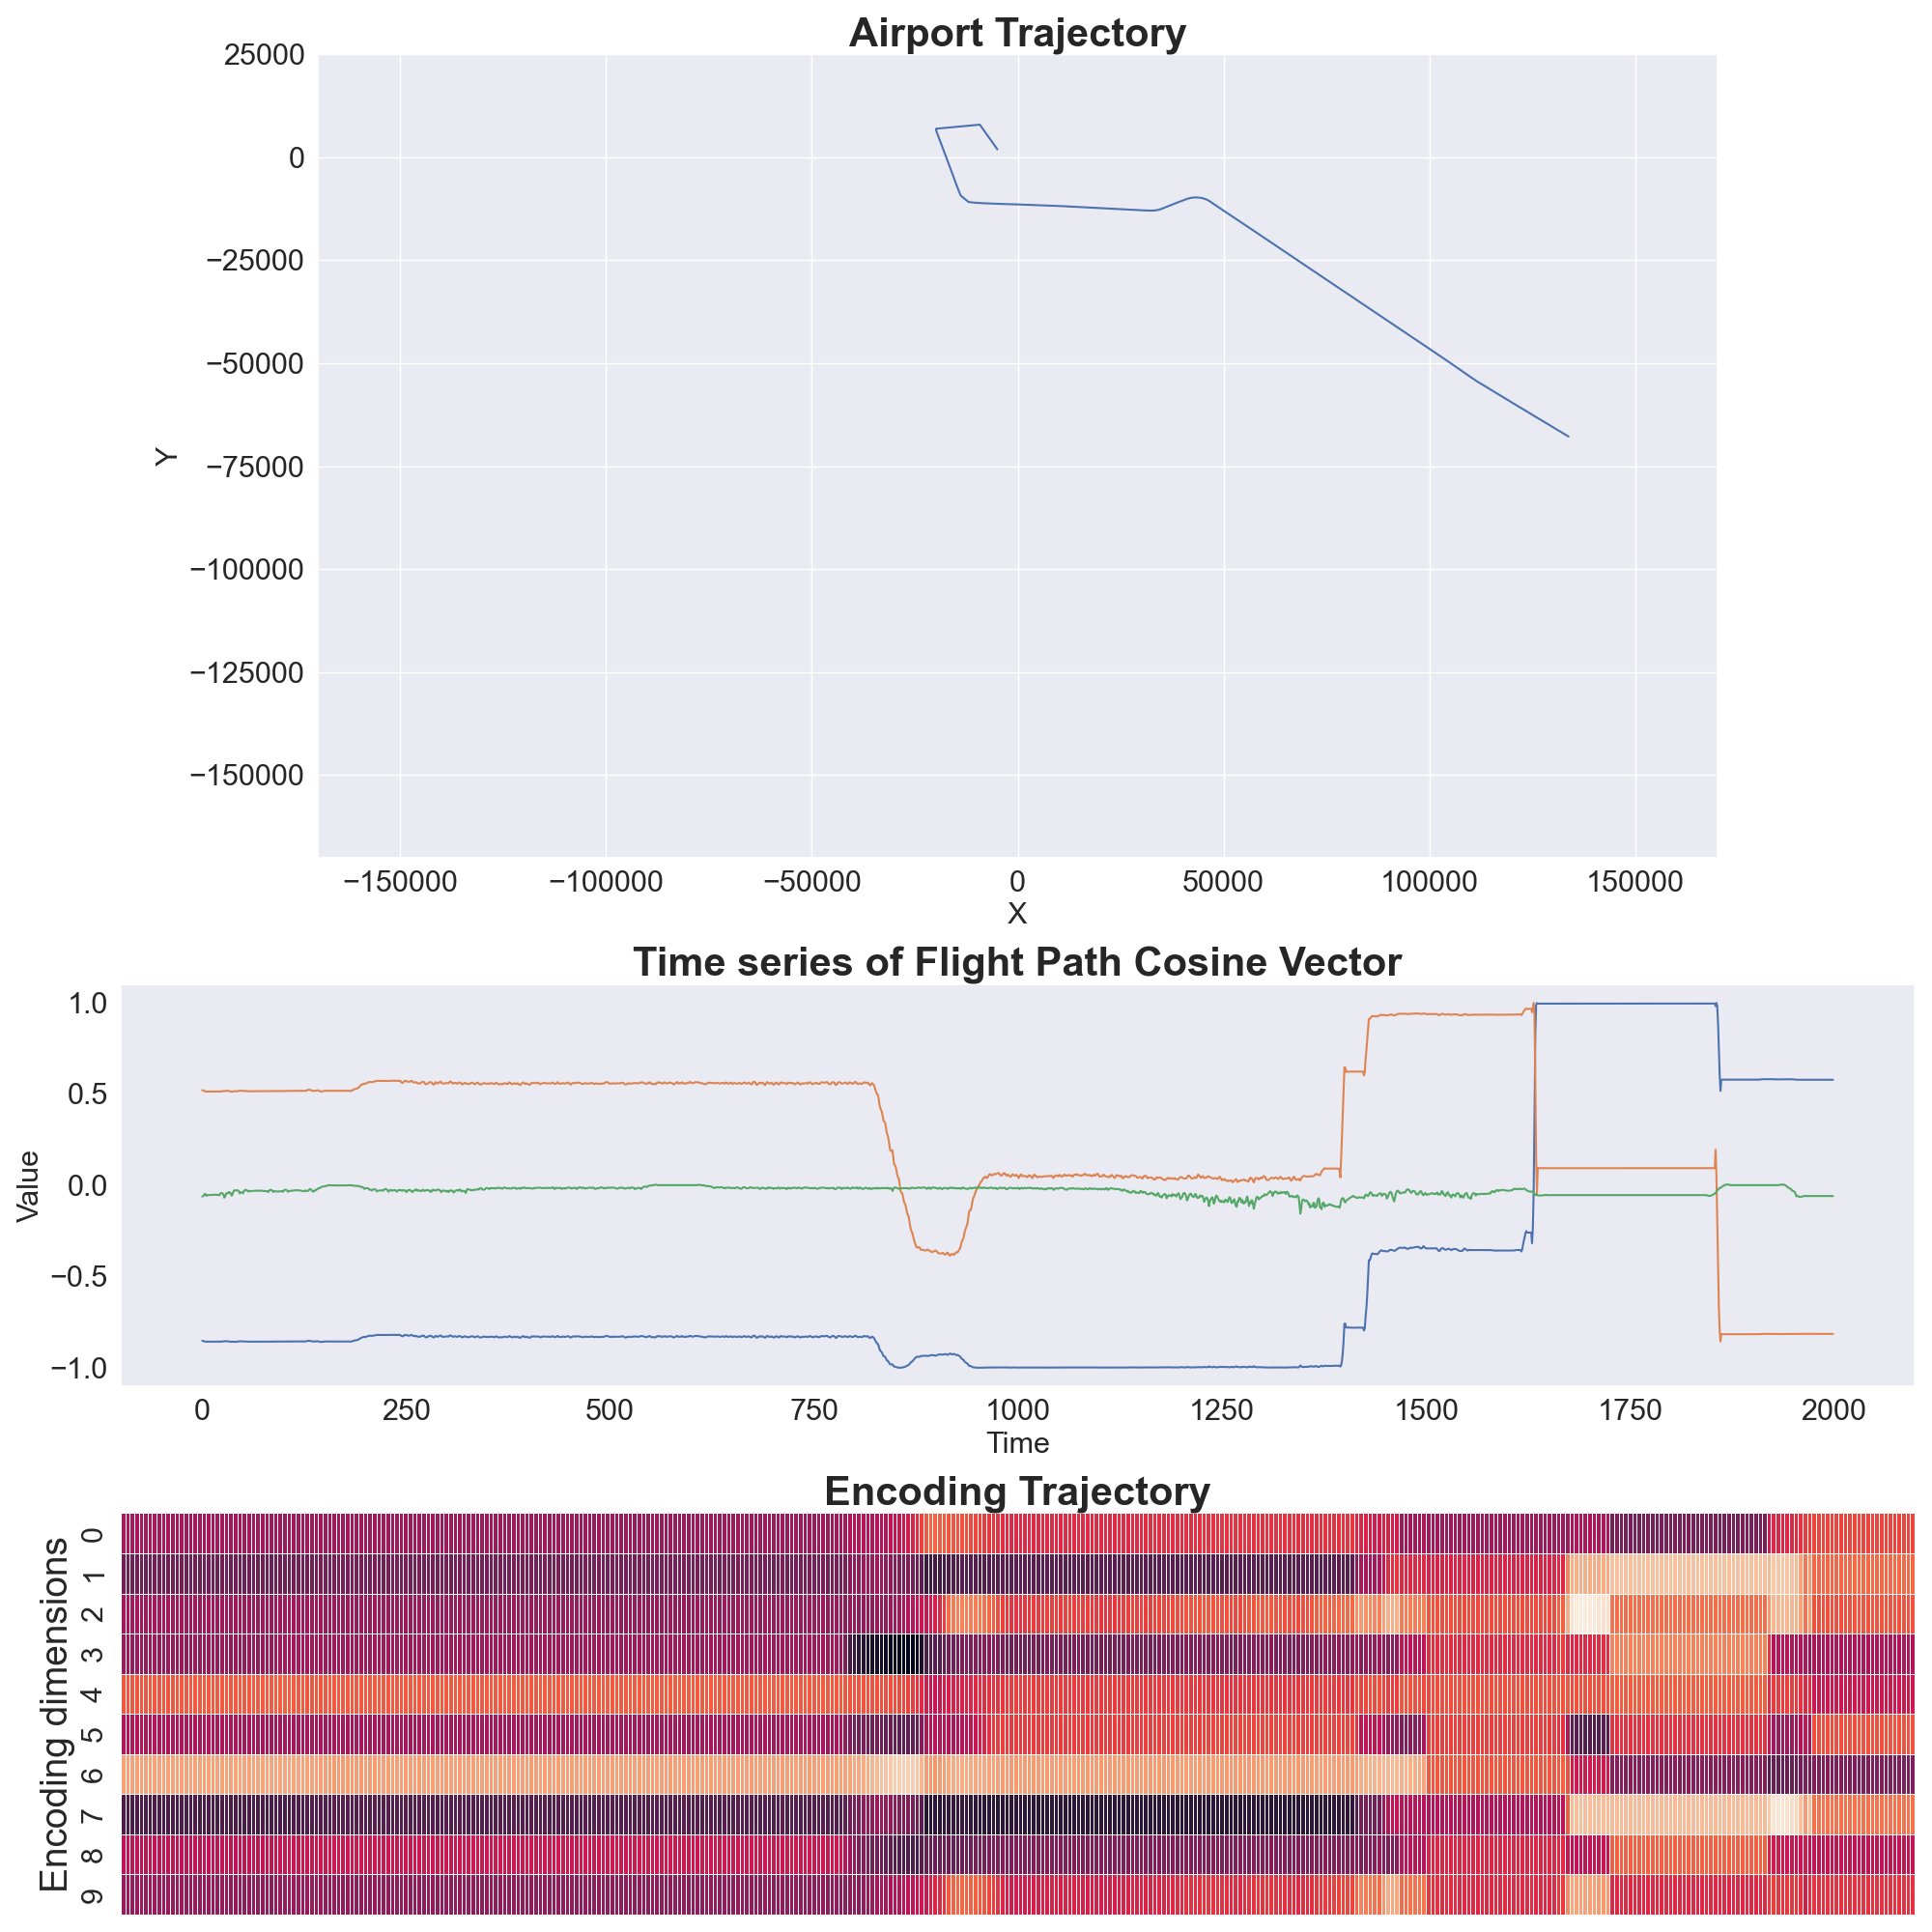 Airport Trajectory
25000
0
−25000
−50000
−75000
−100000
−125000
−150000
Y
−150000 −100000 −50000 0 50000 100000 150000
X
Time series of Flight Path Cosine Vector
1.0
0.5
0.0
−0.5
−1.0
Value
0 250 500 750 1000 1250 1500 1750 2000
Time
Encoding Trajectory
Encoding dimensions
0
1
2
3
4
5
6
7
8
9